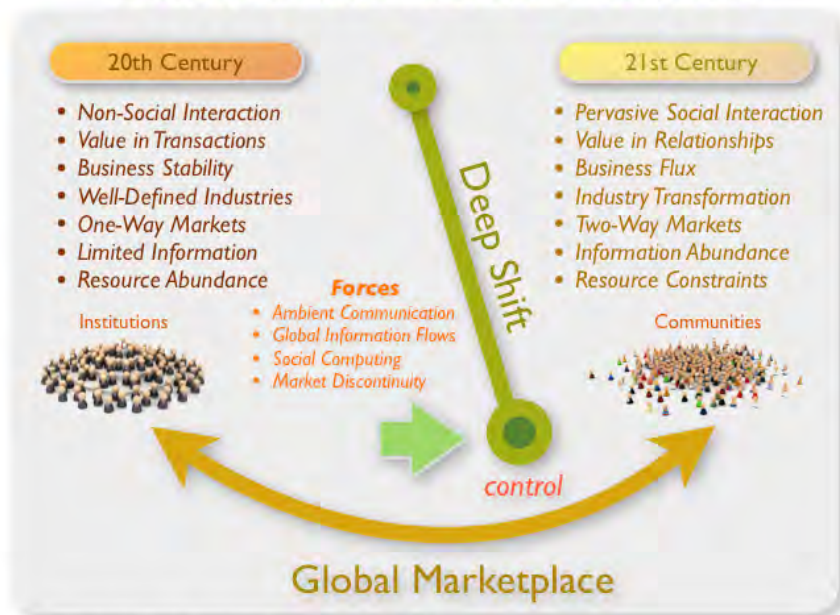 20th Century
• Non-Social Interaction
• Value in Transactions
• Business Stability
• Well-Defined Industries
• One-Way Markets
• Limited Information
• Resource Abundance
Institutions
Forces
• Ambient Communication
• Global Information Flows
• Social Computing
• Market Discontinuity
Deep Shift
control
21st Century
• Pervasive Social Interaction
• Value in Relationships
• Business Flux
• Industry Transformation
• Two-Way Markets
• Information Abundance
• Resource Constraints
Communities
Global Marketplace